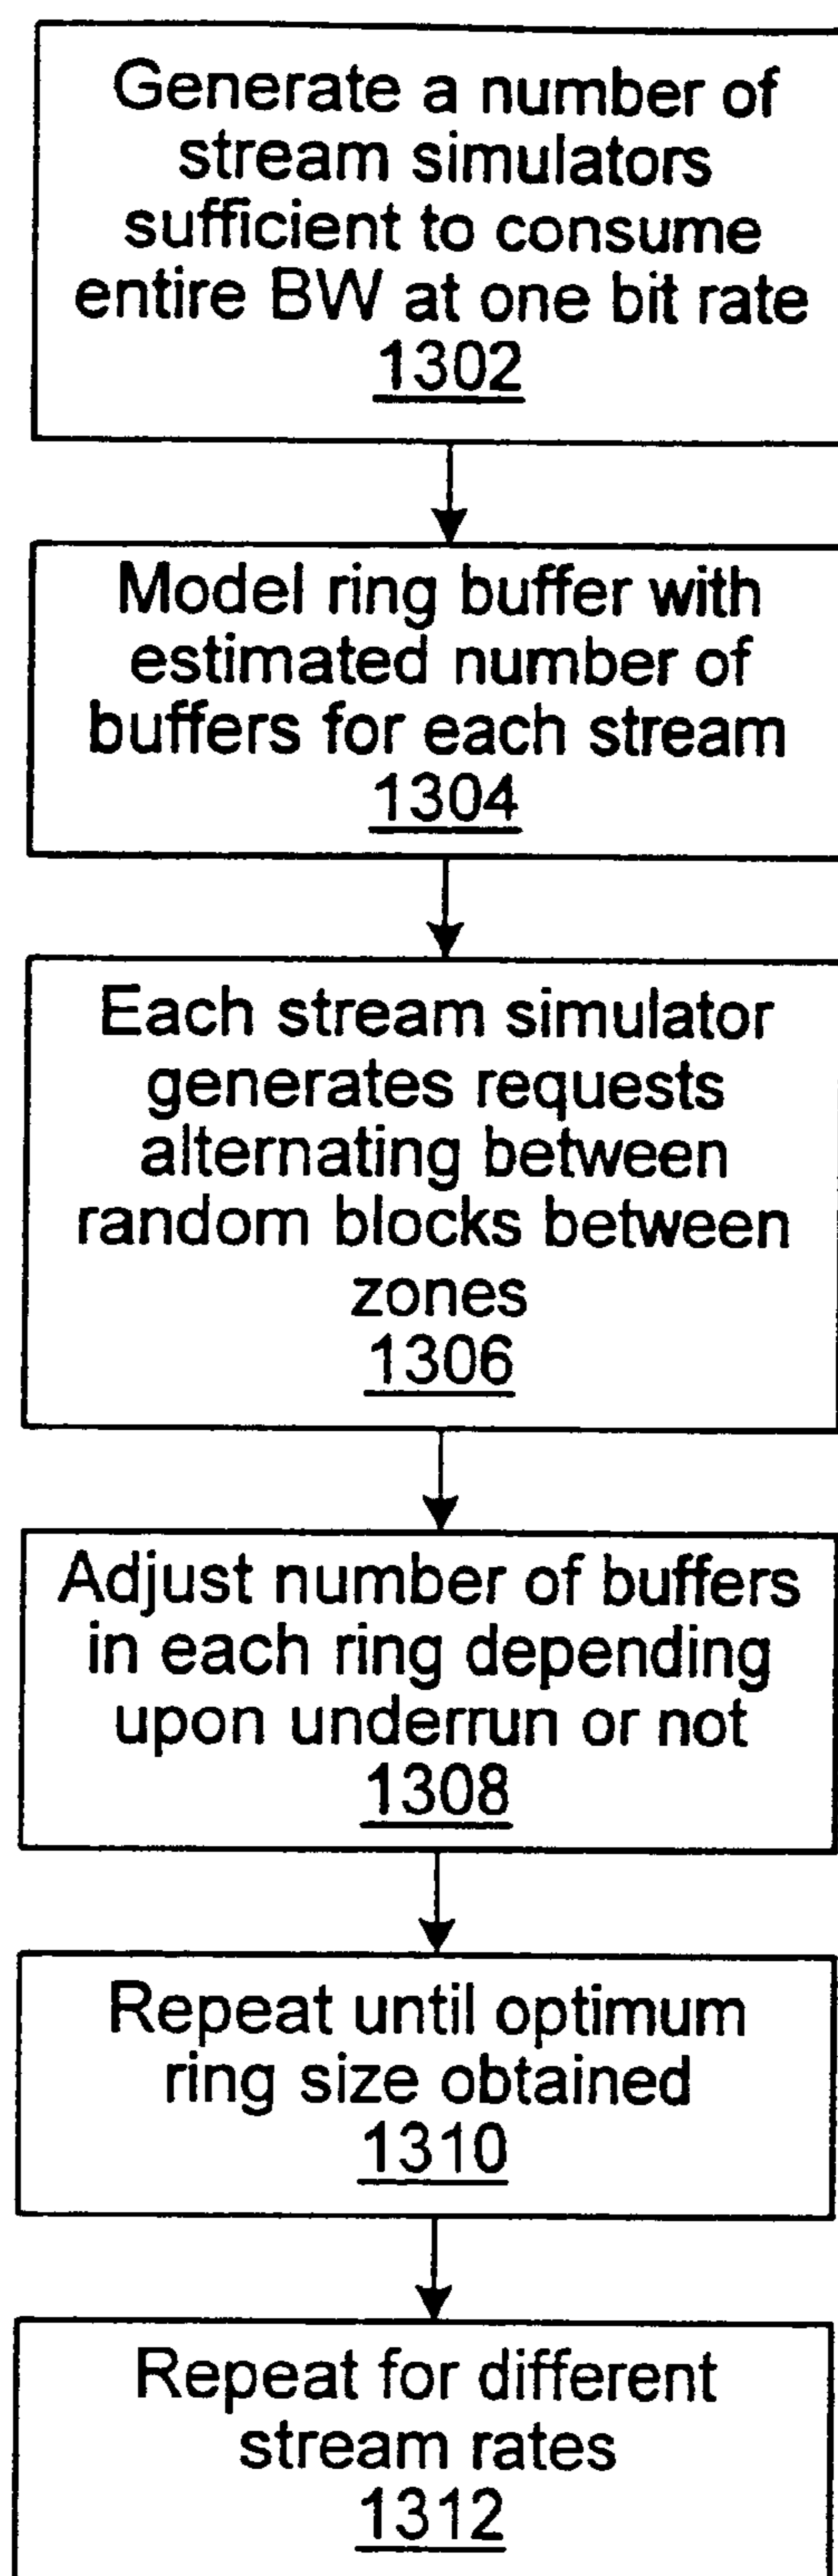 Generate a number of
stream simulators
sufficient to consume
entire BW at one bit rate
1302
Model ring buffer with
estimated number of
buffers for each stream
1304
Each stream simulator
generates requests
alternating between
random blocks between
zones
1306
Adjust number of buffers
in each ring depending
upon underrun or not
1308
Repeat until optimum
ring size obtained
1310
Repeat for different
stream rates
1312